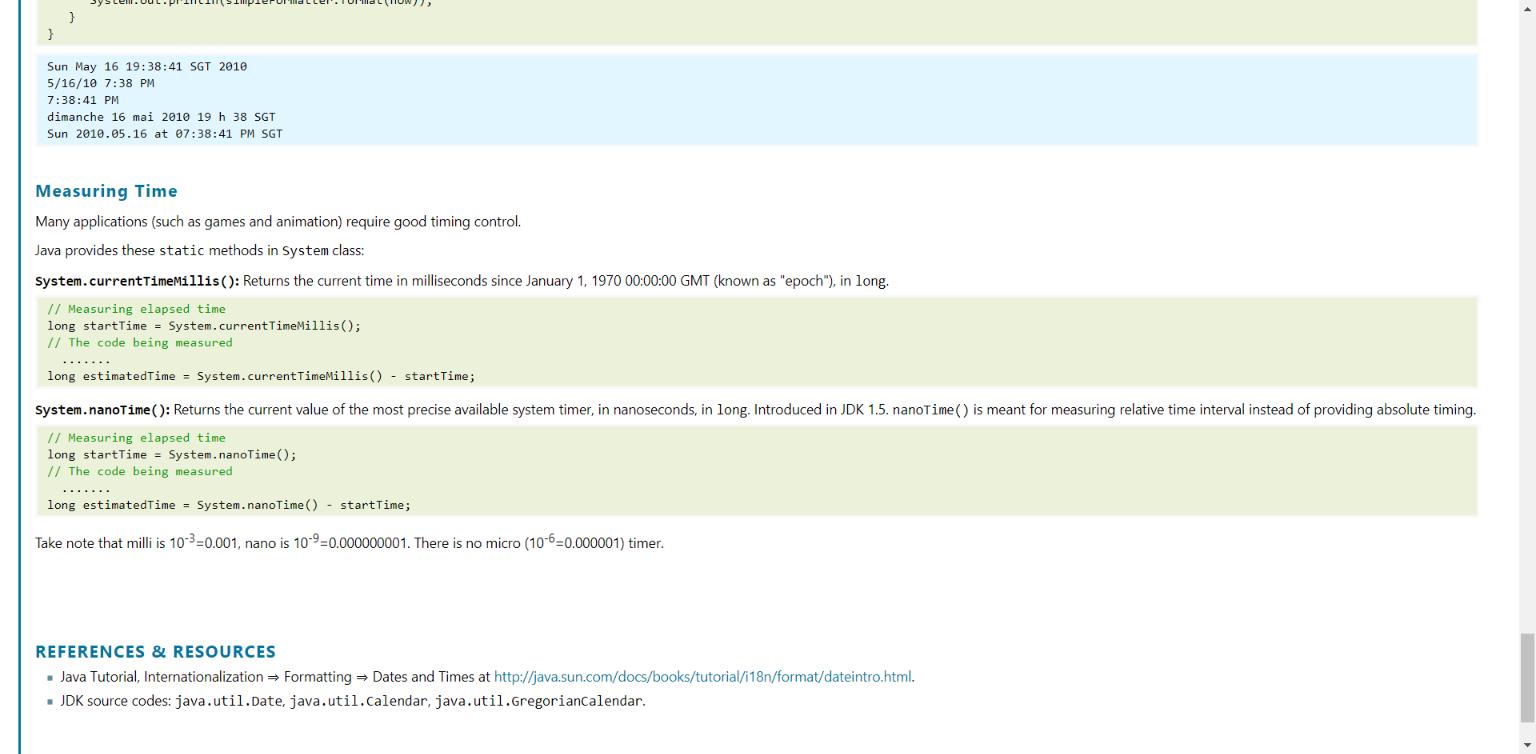 System.out.println(simpleFormatter.format(now));
}
}
Sun May 16 19:38:41 SGT 2010
5/16/10 7:38 PM
7:38:41 PM
dimanche 16 mai 2010 19 h 38 SGT
Sun 2010.05.16 at 07:38:41 PM SGT
Measuring Time
Many applications (such as games and animation) require good timing control.
Java provides these static methods in System class:
System.currentTimeMillis(): Returns the current time in milliseconds since January 1, 1970 00:00:00 GMT (known as "epoch"), in long.
// Measuring elapsed time
long startTime = System.currentTimeMillis();
// The code being measured
.......
long estimatedTime = System.currentTimeMillis() - startTime;
System.nanoTime(): Returns the current value of the most precise available system timer, in nanoseconds, in long. Introduced in JDK 1.5. nanoTime() is meant for measuring relative time interval instead of providing absolute timing.
// Measuring elapsed time
long startTime = System.nanoTime();
// The code being measured
.......
long estimatedTime = System.nanoTime() - startTime;
Take note that milli is 10⁻³=0.001, nano is 10⁻⁹=0.000000001. There is no micro (10⁻⁶=0.000001) timer.
REFERENCES & RESOURCES
▪ Java Tutorial, Internationalization ⇒ Formatting ⇒ Dates and Times at http://java.sun.com/docs/books/tutorial/i18n/format/dateintro.html.
▪ JDK source codes: java.util.Date, java.util.Calendar, java.util.GregorianCalendar.